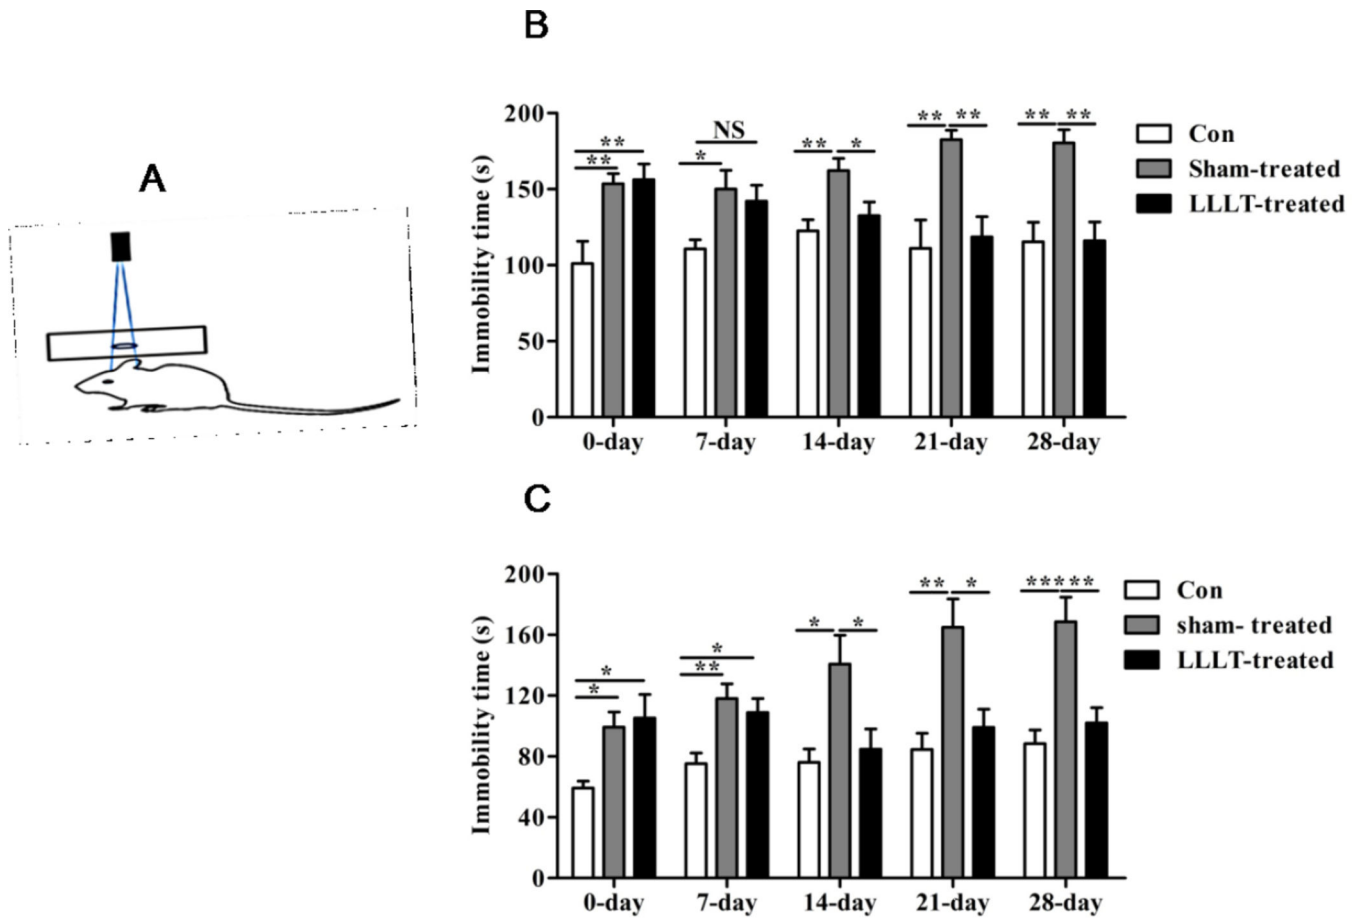 A
B
Immobility time (s)
200
150
100
50
0
**
**
*
NS
**
*
**
**
**
**
0-day
7-day
14-day
21-day
28-day
Con
Sham-treated
LLLT-treated
C
Immobility time (s)
200
160
120
80
40
0
*
*
*
**
*
*
**
*
*****
0-day
7-day
14-day
21-day
28-day
Con
sham- treated
LLLT-treated